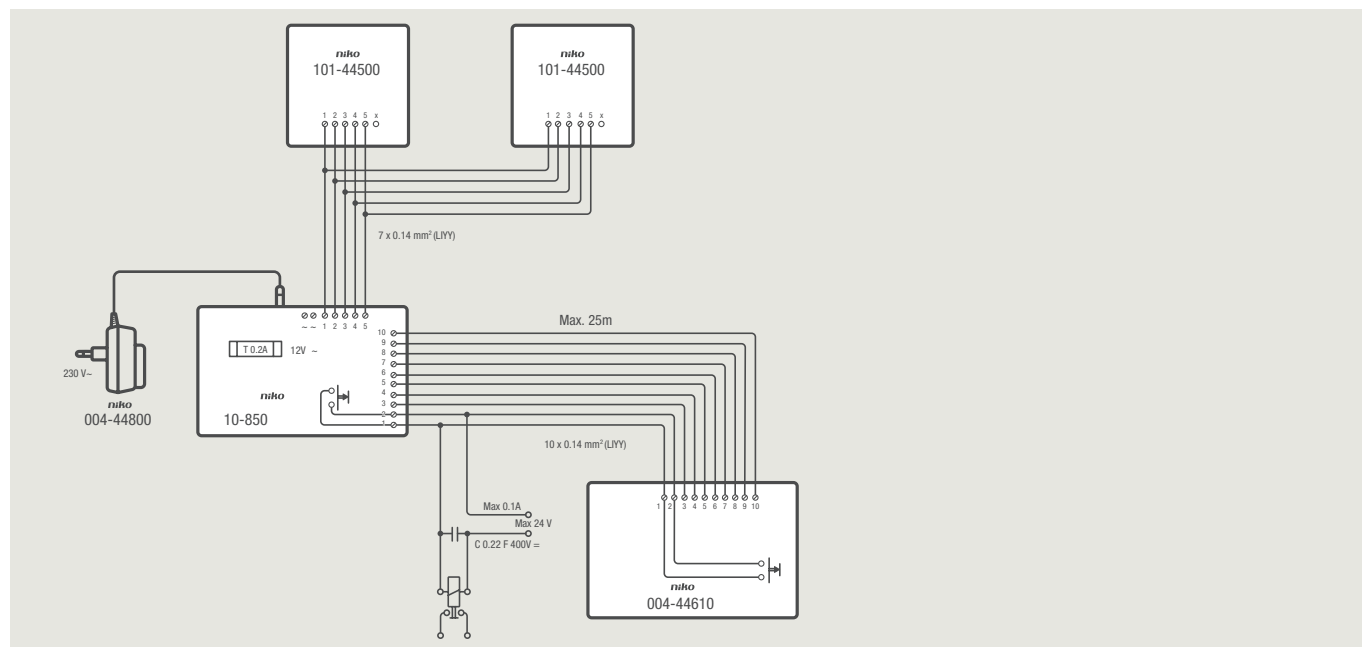 niko
101-44500
1 2 3 4 5 x
niko
101-44500
1 2 3 4 5 x
7 x 0.14 mm² (LIYY)
230 V~
niko
004-44800
~ ~ 1 2 3 4 5
T 0.2A
12V ~
niko
10-850
10
9
8
7
6
5
4
3
2
1
Max. 25m
10 x 0.14 mm² (LIYY)
Max 0.1A
Max 24 V
C 0.22 F 400V =
1 2 3 4 5 6 7 8 9 10
niko
004-44610